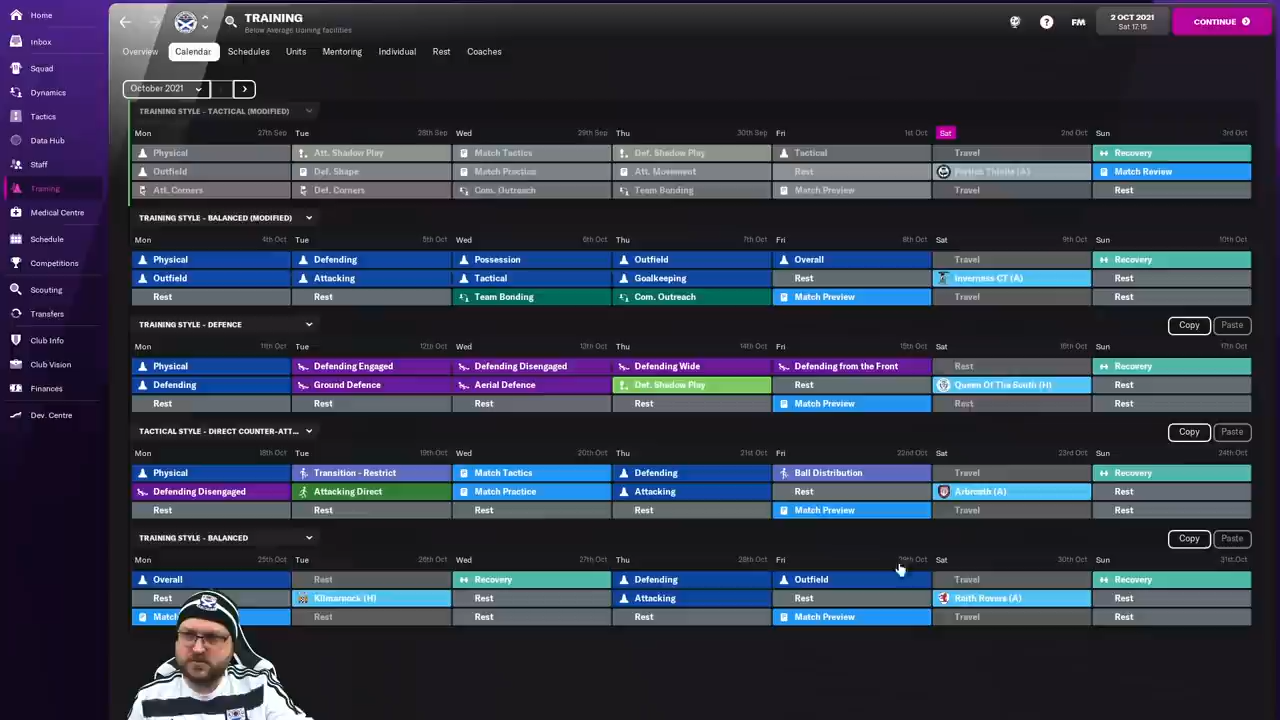 Home
Inbox
Squad
Dynamics
Tactics
Data Hub
Staff
Training
Medical Centre
Schedule
Competitions
Scouting
Transfers
Club Info
Club Vision
Finances
Dev. Centre
TRAINING
Below Average training facilities
FM
2 OCT 2021
Sat 17:15
CONTINUE
Overview Calendar Schedules Units Mentoring Individual Rest Coaches
October 2021
TRAINING STYLE - TACTICAL (MODIFIED)
Mon 27th Sep Tue 28th Sep Wed 29th Sep Thu 30th Sep Fri 1st Oct Sat 2nd Oct Sun 3rd Oct
Physical Att. Shadow Play Match Tactics Def. Shadow Play Tactical Travel Recovery
Outfield Def. Shape Match Practice Att. Movement Rest Partick Thistle (A) Match Review
Att. Corners Def. Corners Com. Outreach Team Bonding Match Preview Travel Rest
TRAINING STYLE - BALANCED (MODIFIED)
Mon 4th Oct Tue 5th Oct Wed 6th Oct Thu 7th Oct Fri 8th Oct Sat 9th Oct Sun 10th Oct
Physical Defending Possession Outfield Overall Travel Recovery
Outfield Attacking Tactical Goalkeeping Rest Inverness CT (A) Rest
Rest Rest Team Bonding Com. Outreach Match Preview Travel Rest
TRAINING STYLE - DEFENCE Copy Paste
Mon 11th Oct Tue 12th Oct Wed 13th Oct Thu 14th Oct Fri 15th Oct Sat 16th Oct Sun 17th Oct
Physical Defending Engaged Defending Disengaged Defending Wide Defending from the Front Rest Recovery
Defending Ground Defence Aerial Defence Def. Shadow Play Rest Queen Of The South (H) Rest
Rest Rest Rest Rest Match Preview Rest Rest
TACTICAL STYLE - DIRECT COUNTER-ATT... Copy Paste
Mon 18th Oct Tue 19th Oct Wed 20th Oct Thu 21st Oct Fri 22nd Oct Sat 23rd Oct Sun 24th Oct
Physical Transition - Restrict Match Tactics Defending Ball Distribution Travel Recovery
Defending Disengaged Attacking Direct Match Practice Attacking Rest Arbroath (A) Rest
Rest Rest Rest Rest Match Preview Travel Rest
TRAINING STYLE - BALANCED Copy Paste
Mon 25th Oct Tue 26th Oct Wed 27th Oct Thu 28th Oct Fri 29th Oct Sat 30th Oct Sun 31st Oct
Overall Rest Recovery Defending Outfield Travel Recovery
Rest Kilmarnock (H) Rest Attacking Rest Raith Rovers (A) Rest
Match Rest Rest Rest Match Preview Travel Rest